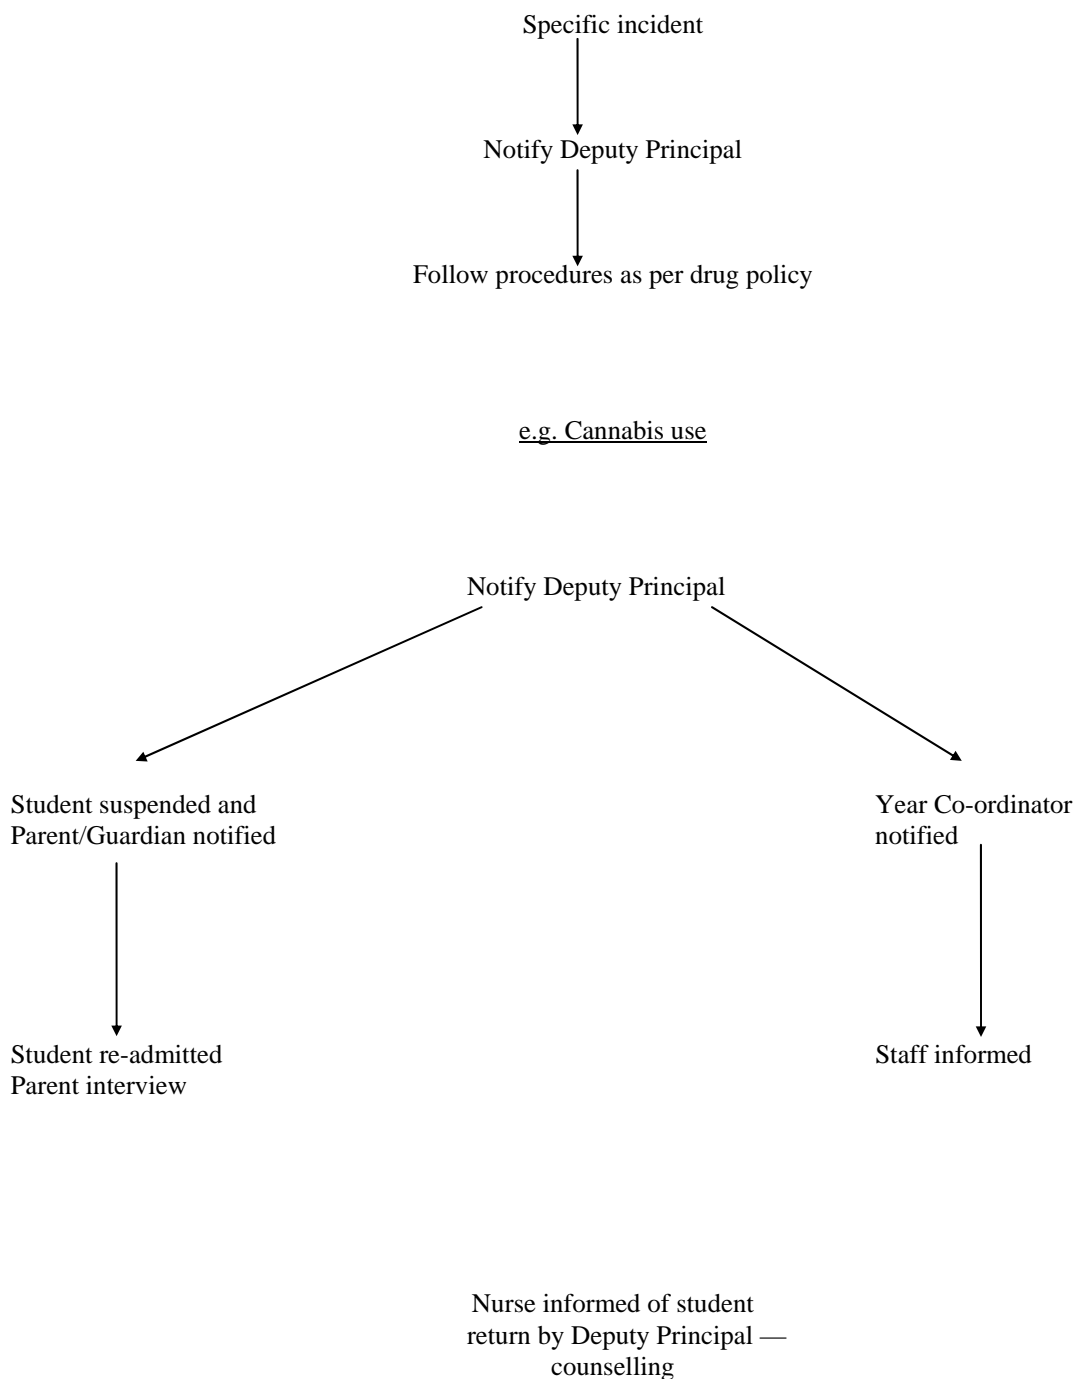 Specific incident
Notify Deputy Principal
Follow procedures as per drug policy
e.g. Cannabis use
Notify Deputy Principal
Student suspended and
Parent/Guardian notified
Year Co-ordinator
notified
Student re-admitted
Parent interview
Staff informed
Nurse informed of student
return by Deputy Principal —
counselling